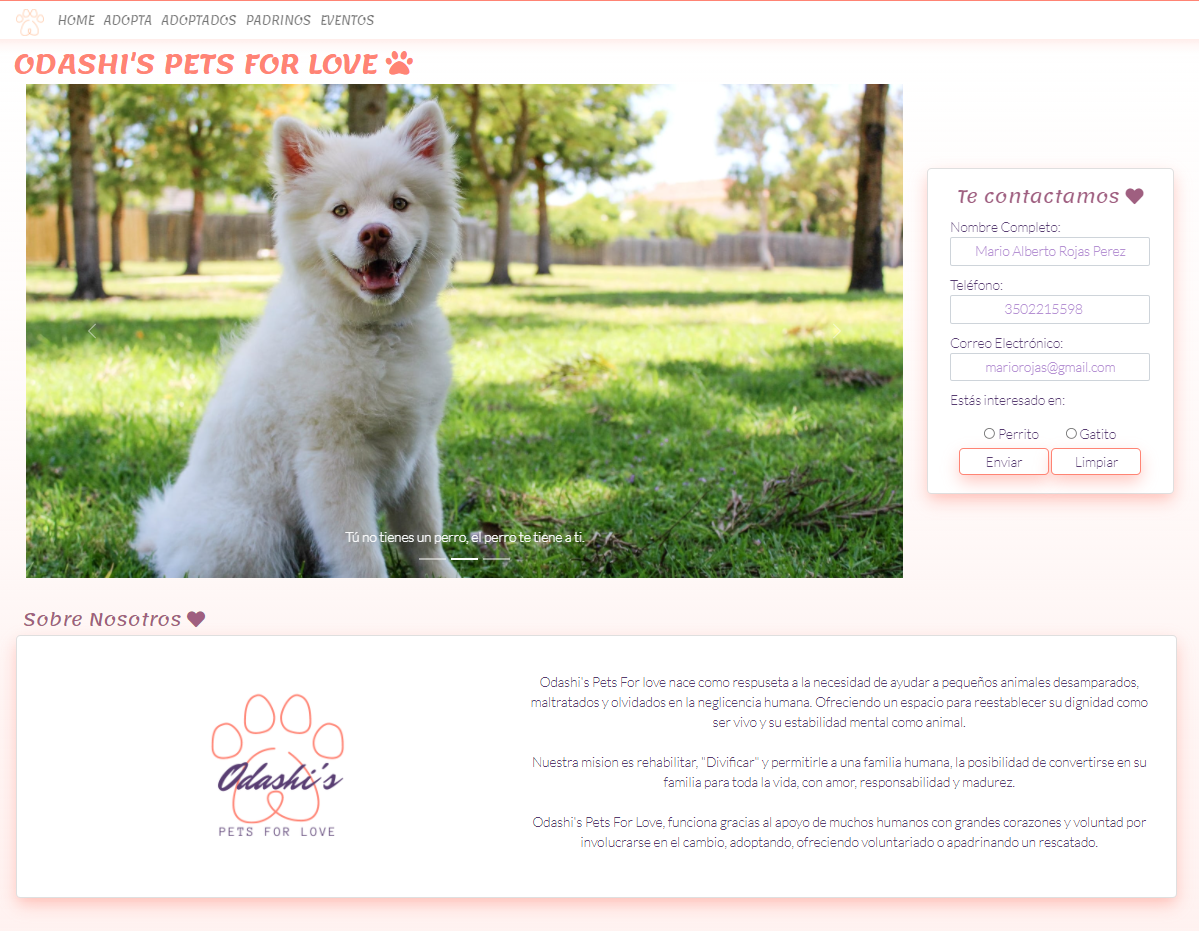 HOME ADOPTA ADOPTADOS PADRINOS EVENTOS
ODASHI'S PETS FOR LOVE
Tú no tienes un perro, el perro te tiene a ti.
Te contactamos
Nombre Completo:
Mario Alberto Rojas Perez
Teléfono:
3502215598
Correo Electrónico:
mariorojas@gmail.com
Estás interesado en:
Perrito Gatito
Enviar Limpiar
Sobre Nosotros
Odashi's
PETS FOR LOVE
Odashi's Pets For love nace como respuseta a la necesidad de ayudar a pequeños animales desamparados,
maltratados y olvidados en la neglicencia humana. Ofreciendo un espacio para reestablecer su dignidad como
ser vivo y su estabilidad mental como animal.
Nuestra mision es rehabilitar, "Divificar" y permitirle a una familia humana, la posibilidad de convertirse en su
familia para toda la vida, con amor, responsabilidad y madurez.
Odashi's Pets For Love, funciona gracias al apoyo de muchos humanos con grandes corazones y voluntad por
involucrarse en el cambio, adoptando, ofreciendo voluntariado o apadrinando un rescatado.